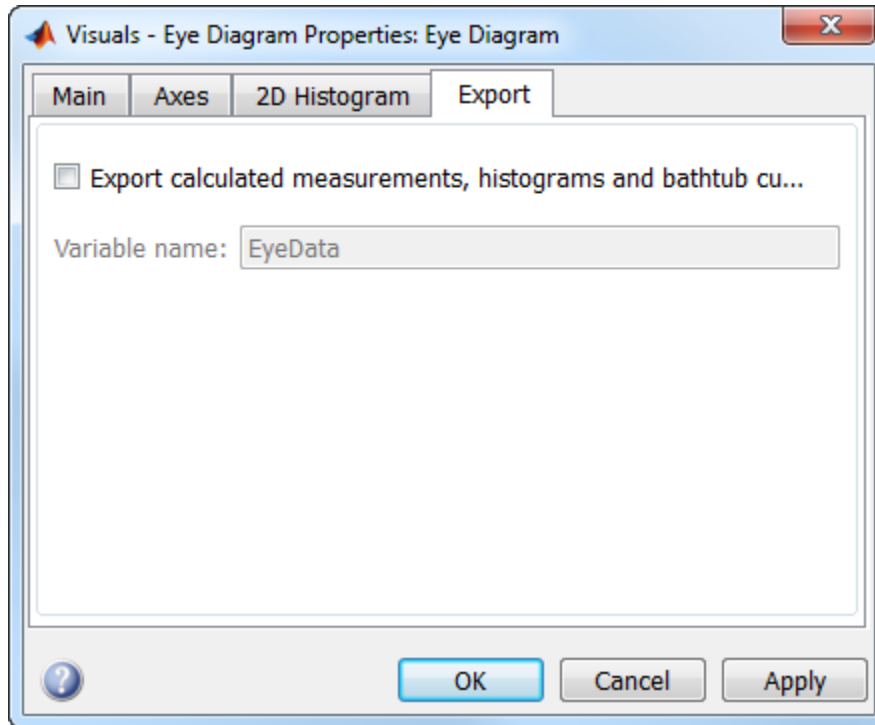 Visuals - Eye Diagram Properties: Eye Diagram
Main Axes 2D Histogram Export
Export calculated measurements, histograms and bathtub cu...
Variable name: EyeData
? OK Cancel Apply